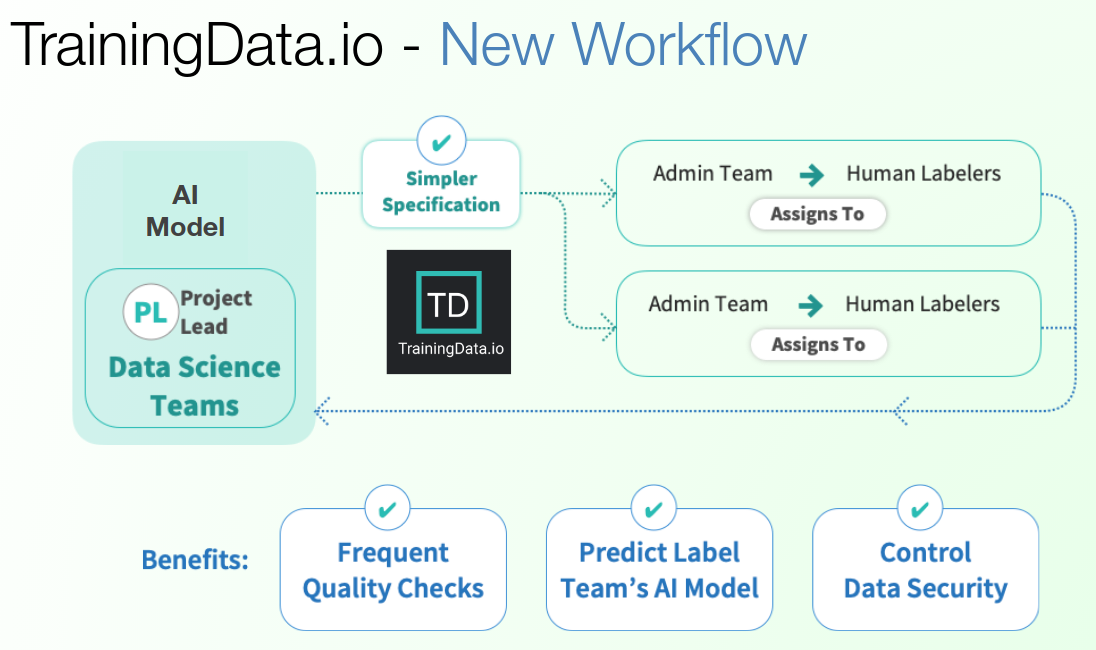 TrainingData.io - New Workflow
AI
Model
PL
Project
Lead
Data Science
Teams
✔
Simpler
Specification
TD
TrainingData.io
Admin Team ➔ Human Labelers
Assigns To
Admin Team ➔ Human Labelers
Assigns To
Benefits:
✔
Frequent
Quality Checks
✔
Predict Label
Team’s AI Model
✔
Control
Data Security